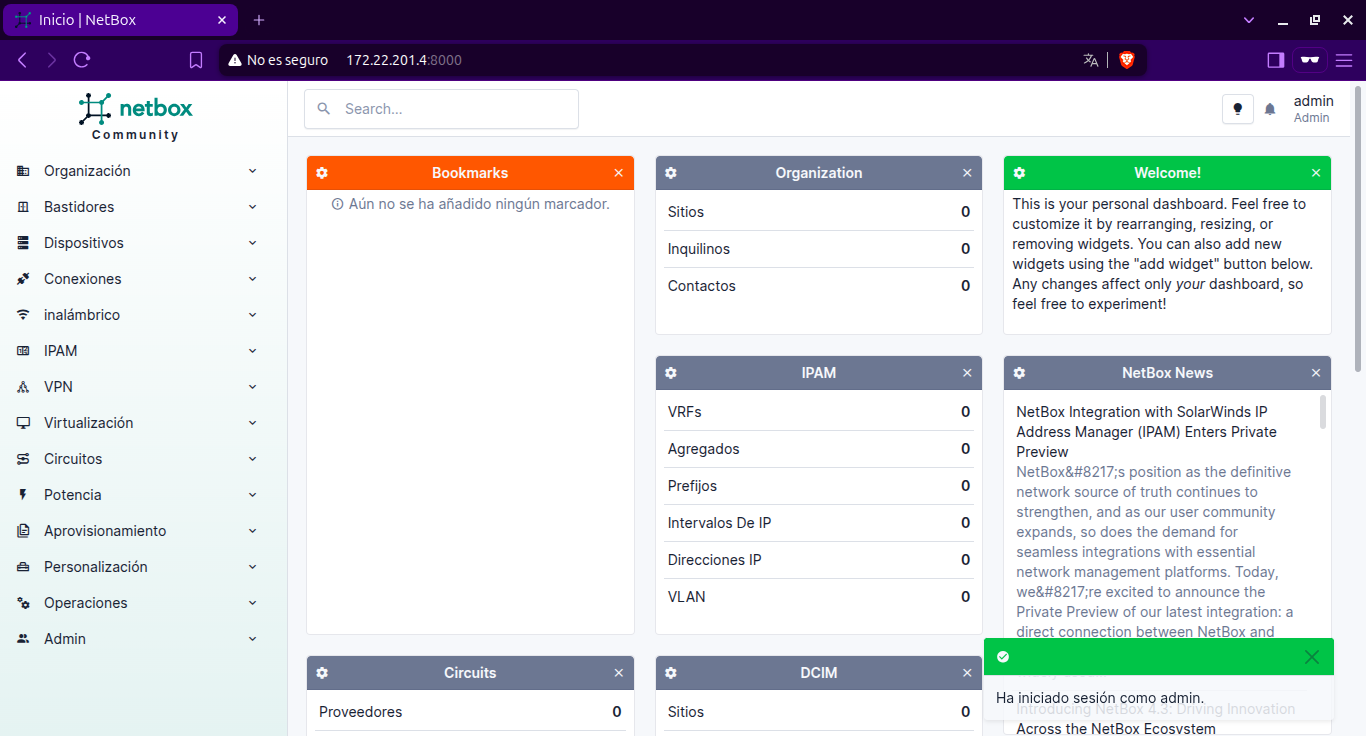 Inicio | NetBox
No es seguro 172.22.201.4:8000
netbox
Community
Organización
Bastidores
Dispositivos
Conexiones
inalámbrico
IPAM
VPN
Virtualización
Circuitos
Potencia
Aprovisionamiento
Personalización
Operaciones
Admin
Search...
admin
Admin
Bookmarks
Aún no se ha añadido ningún marcador.
Organization
Sitios 0
Inquilinos 0
Contactos 0
Welcome!
This is your personal dashboard. Feel free to
customize it by rearranging, resizing, or
removing widgets. You can also add new
widgets using the "add widget" button below.
Any changes affect only your dashboard, so
feel free to experiment!
IPAM
VRFs 0
Agregados 0
Prefijos 0
Intervalos De IP 0
Direcciones IP 0
VLAN 0
NetBox News
NetBox Integration with SolarWinds IP
Address Manager (IPAM) Enters Private
Preview
NetBox&#8217;s position as the definitive
network source of truth continues to
strengthen, and as our user community
expands, so does the demand for
seamless integrations with essential
network management platforms. Today,
we&#8217;re excited to announce the
Private Preview of our latest integration: a
direct connection between NetBox and
Circuits
Proveedores 0
DCIM
Sitios 0
Ha iniciado sesión como admin.
Introducing NetBox 4.3: Driving Innovation
Across the NetBox Ecosystem